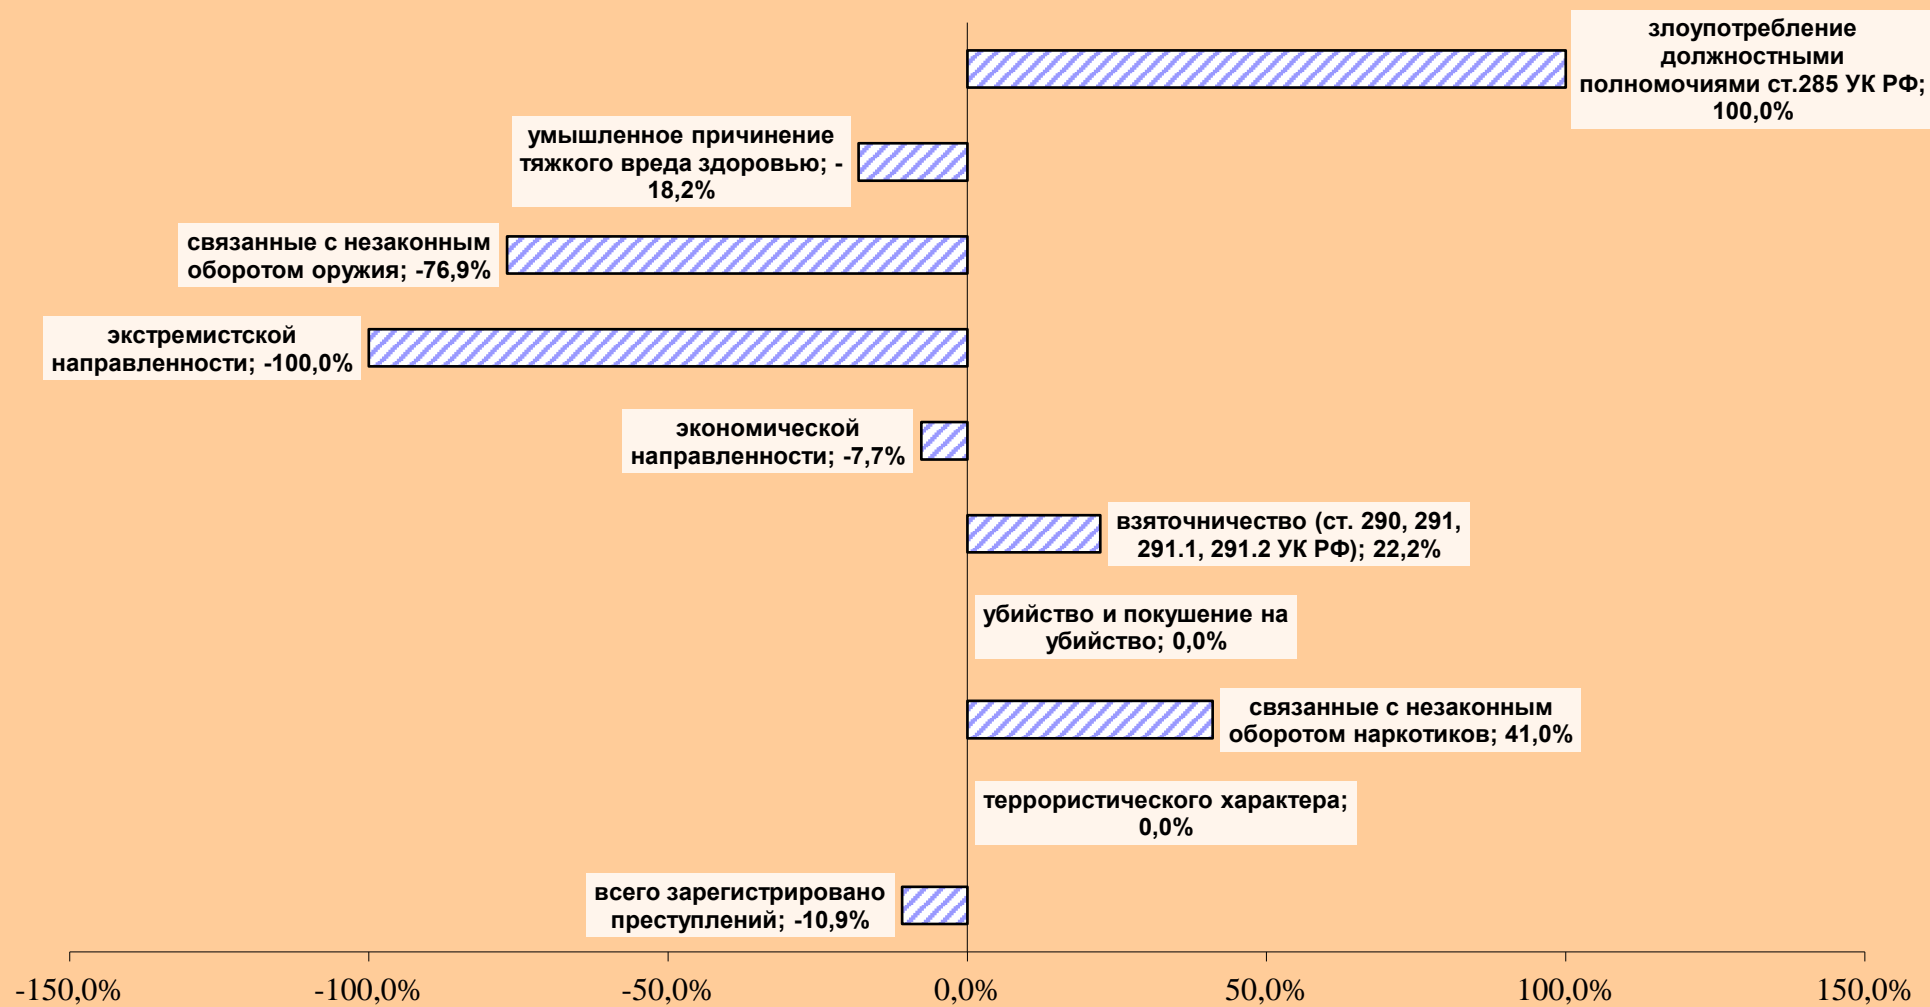 злоупотребление
должностными
полномочиями ст.285 УК РФ;
100,0%
умышленное причинение
тяжкого вреда здоровью; -
18,2%
связанные с незаконным
оборотом оружия; -76,9%
экстремистской
направленности; -100,0%
экономической
направленности; -7,7%
взяточничество (ст. 290, 291,
291.1, 291.2 УК РФ); 22,2%
убийство и покушение на
убийство; 0,0%
связанные с незаконным
оборотом наркотиков; 41,0%
террористического характера;
0,0%
всего зарегистрировано
преступлений; -10,9%
-150,0% -100,0% -50,0% 0,0% 50,0% 100,0% 150,0%